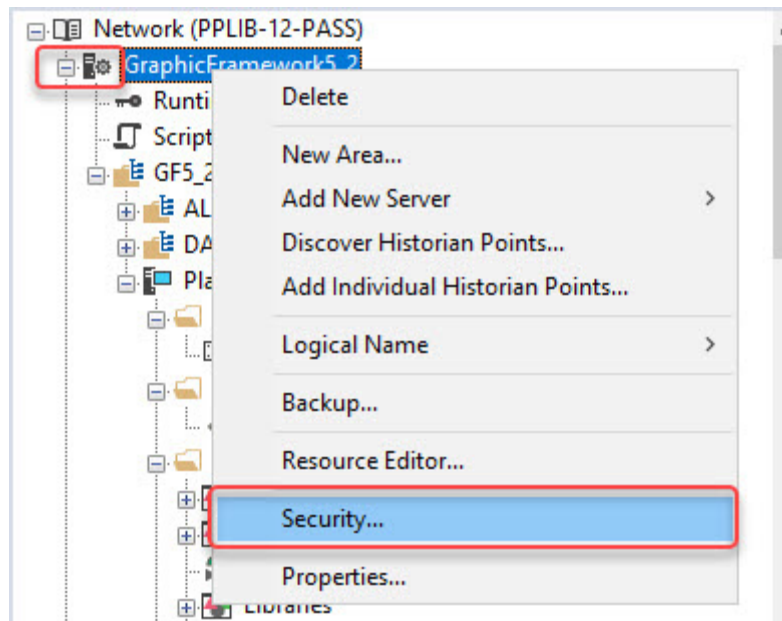 Network (PPLIB-12-PASS)
GraphicFramework5_2
Runti
Delete
Script
New Area...
GF5_2
Add New Server
AL
Discover Historian Points...
DA
Add Individual Historian Points...
Pla
Logical Name
Backup...
Resource Editor...
Security...
Properties...
Libraries